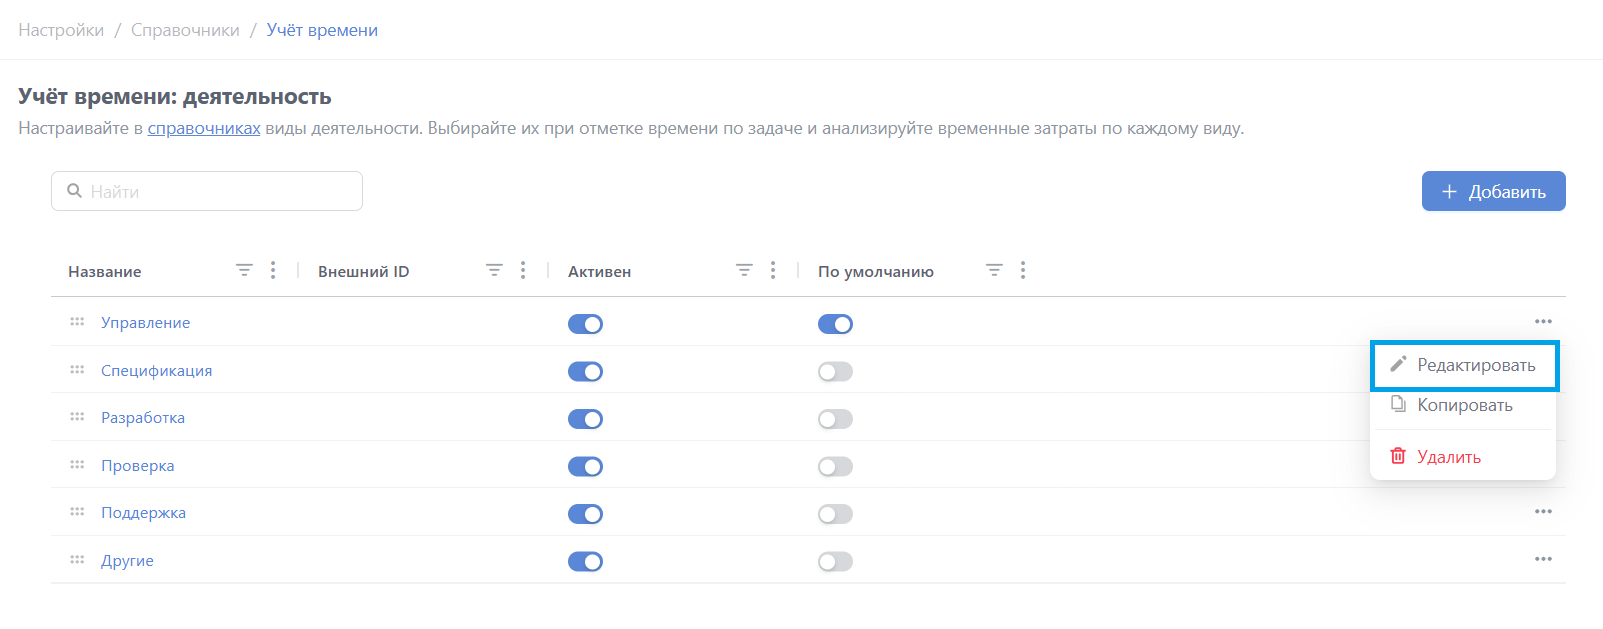 Настройки / Справочники / Учёт времени
Учёт времени: деятельность
Настраивайте в справочниках виды деятельности. Выбирайте их при отметке времени по задаче и анализируйте временные затраты по каждому виду.
Найти
+ Добавить
Название Внешний ID Активен По умолчанию
Управление
Спецификация
Разработка
Проверка
Поддержка
Другие
Редактировать
Копировать
Удалить